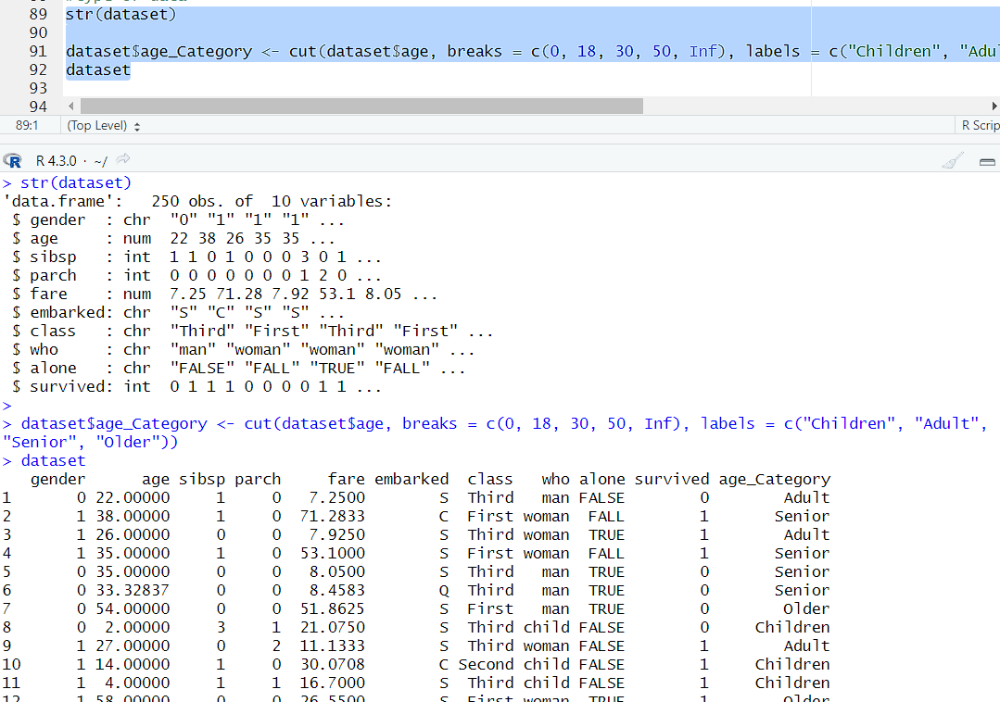 89 str(dataset)
90
91 dataset$age_Category <- cut(dataset$age, breaks = c(0, 18, 30, 50, Inf), labels = c("Children", "Adul
92 dataset
93
94
89:1 (Top Level) R Scrip
R 4.3.0 · ~/
> str(dataset)
'data.frame':   250 obs. of  10 variables:
 $ gender  : chr  "0" "1" "1" "1" ...
 $ age     : num  22 38 26 35 35 ...
 $ sibsp   : int  1 1 0 1 0 0 0 3 0 1 ...
 $ parch   : int  0 0 0 0 0 0 0 1 2 0 ...
 $ fare    : num  7.25 71.28 7.92 53.1 8.05 ...
 $ embarked: chr  "S" "C" "S" "S" ...
 $ class   : chr  "Third" "First" "Third" "First" ...
 $ who     : chr  "man" "woman" "woman" "woman" ...
 $ alone   : chr  "FALSE" "FALL" "TRUE" "FALL" ...
 $ survived: int  0 1 1 1 0 0 0 0 1 1 ...
>
> dataset$age_Category <- cut(dataset$age, breaks = c(0, 18, 30, 50, Inf), labels = c("Children", "Adult",
"Senior", "Older"))
> dataset
   gender      age sibsp parch     fare embarked  class   who alone survived age_Category
1       0 22.00000     1     0   7.2500        S  Third   man FALSE        0        Adult
2       1 38.00000     1     0  71.2833        C  First woman  FALL        1       Senior
3       1 26.00000     0     0   7.9250        S  Third woman  TRUE        1        Adult
4       1 35.00000     1     0  53.1000        S  First woman  FALL        1       Senior
5       0 35.00000     0     0   8.0500        S  Third   man  TRUE        0       Senior
6       0 33.32837     0     0   8.4583        Q  Third   man  TRUE        0       Senior
7       0 54.00000     0     0  51.8625        S  First   man  TRUE        0        Older
8       0  2.00000     3     1  21.0750        S  Third child FALSE        0     Children
9       1 27.00000     0     2  11.1333        S  Third woman FALSE        1        Adult
10      1 14.00000     1     0  30.0708        C Second child FALSE        1     Children
11      1  4.00000     1     1  16.7000        S  Third child FALSE        1     Children
12      1 58.00000     0     0  26.5500        S  First woman  TRUE        1        Older